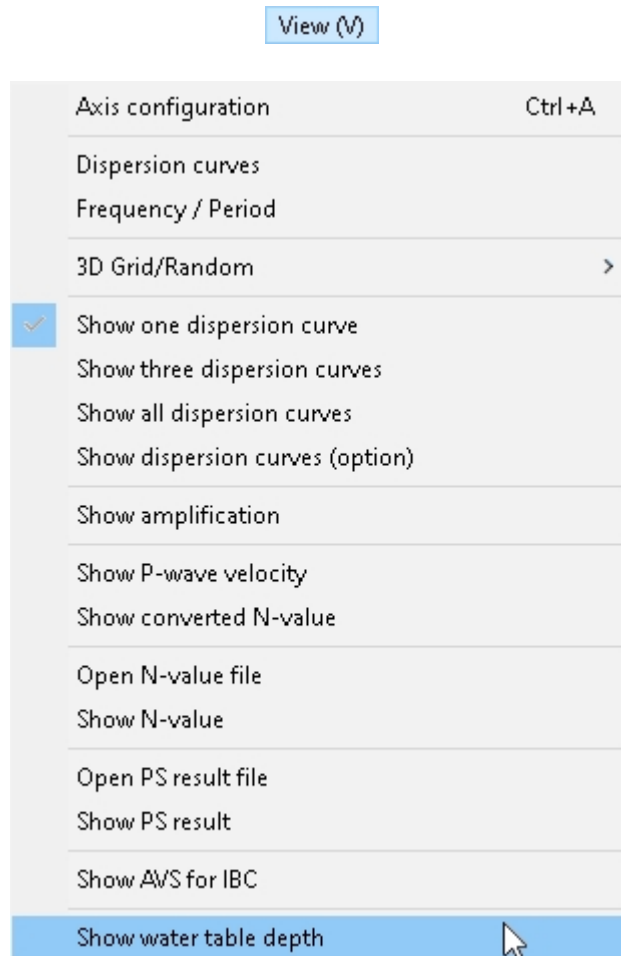 View (V)
Axis configuration Ctrl+A
Dispersion curves
Frequency / Period
3D Grid/Random
Show one dispersion curve
Show three dispersion curves
Show all dispersion curves
Show dispersion curves (option)
Show amplification
Show P-wave velocity
Show converted N-value
Open N-value file
Show N-value
Open PS result file
Show PS result
Show AVS for IBC
Show water table depth